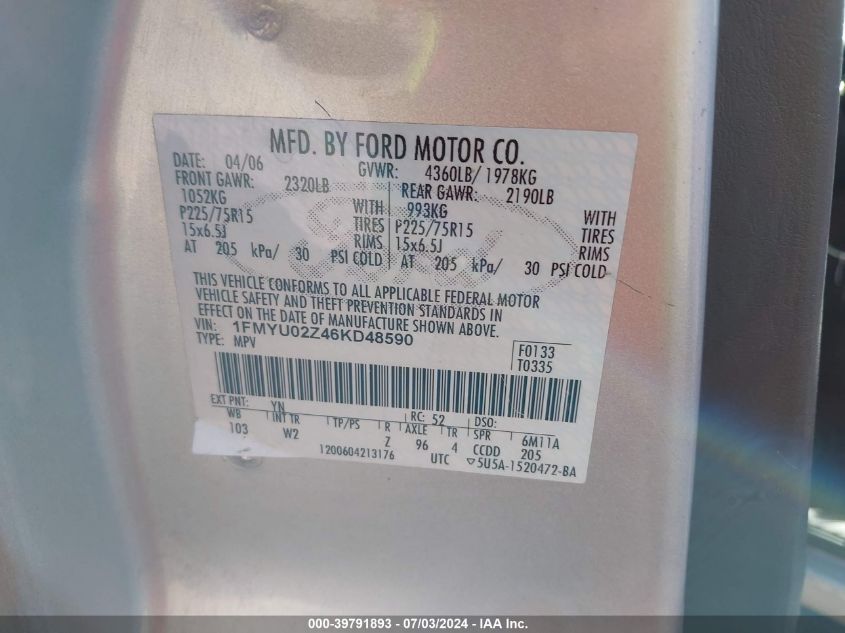 MFD. BY FORD MOTOR CO.
DATE: 04/06 GVWR: 4360LB/1978KG
FRONT GAWR: 2320LB REAR GAWR: 2190LB
1052KG WITH 993KG WITH
P225/75R15 TIRES P225/75R15 TIRES
15x6.5J RIMS 15x6.5J RIMS
AT 205 kPa/ 30 PSI COLD AT 205 kPa/ 30 PSI COLD
Ford
THIS VEHICLE CONFORMS TO ALL APPLICABLE FEDERAL MOTOR
VEHICLE SAFETY AND THEFT PREVENTION STANDARDS IN
EFFECT ON THE DATE OF MANUFACTURE SHOWN ABOVE.
VIN: 1FMYU02Z46KD48590
TYPE: MPV
F0133
T0335
EXT PNT: YN RC: 52 DSO:
WB INT TR TP/PS R AXLE TR SPR 6M11A
103 W2 Z 96 4 CCDD 205
1200604213176 UTC ▽5U5A-1520472-BA
000-39791893 / 07/03/2024 - IAA Inc.